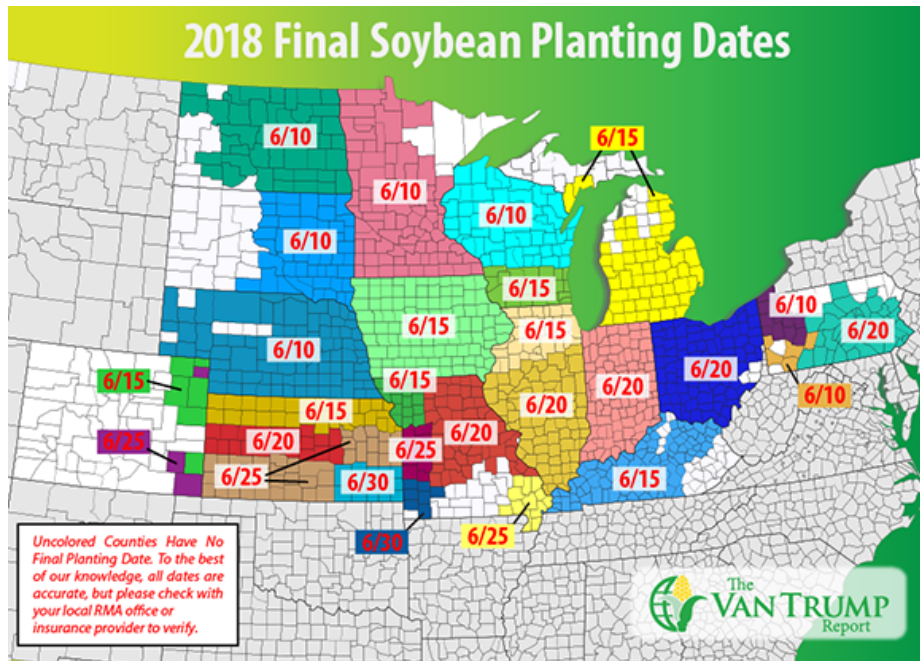 2018 Final Soybean Planting Dates
6/10
6/10
6/15
6/10
6/10
6/15
6/15
6/15
6/10
6/20
6/10
6/15
6/15
6/15
6/20
6/20
6/20
6/10
6/25
6/20
6/25
6/20
6/25
6/30
6/15
6/30
6/25
Uncolored Counties Have No
Final Planting Date. To the best
of our knowledge, all dates are
accurate, but please check with
your local RMA office or
insurance provider to verify.
The
VAN TRUMP
Report